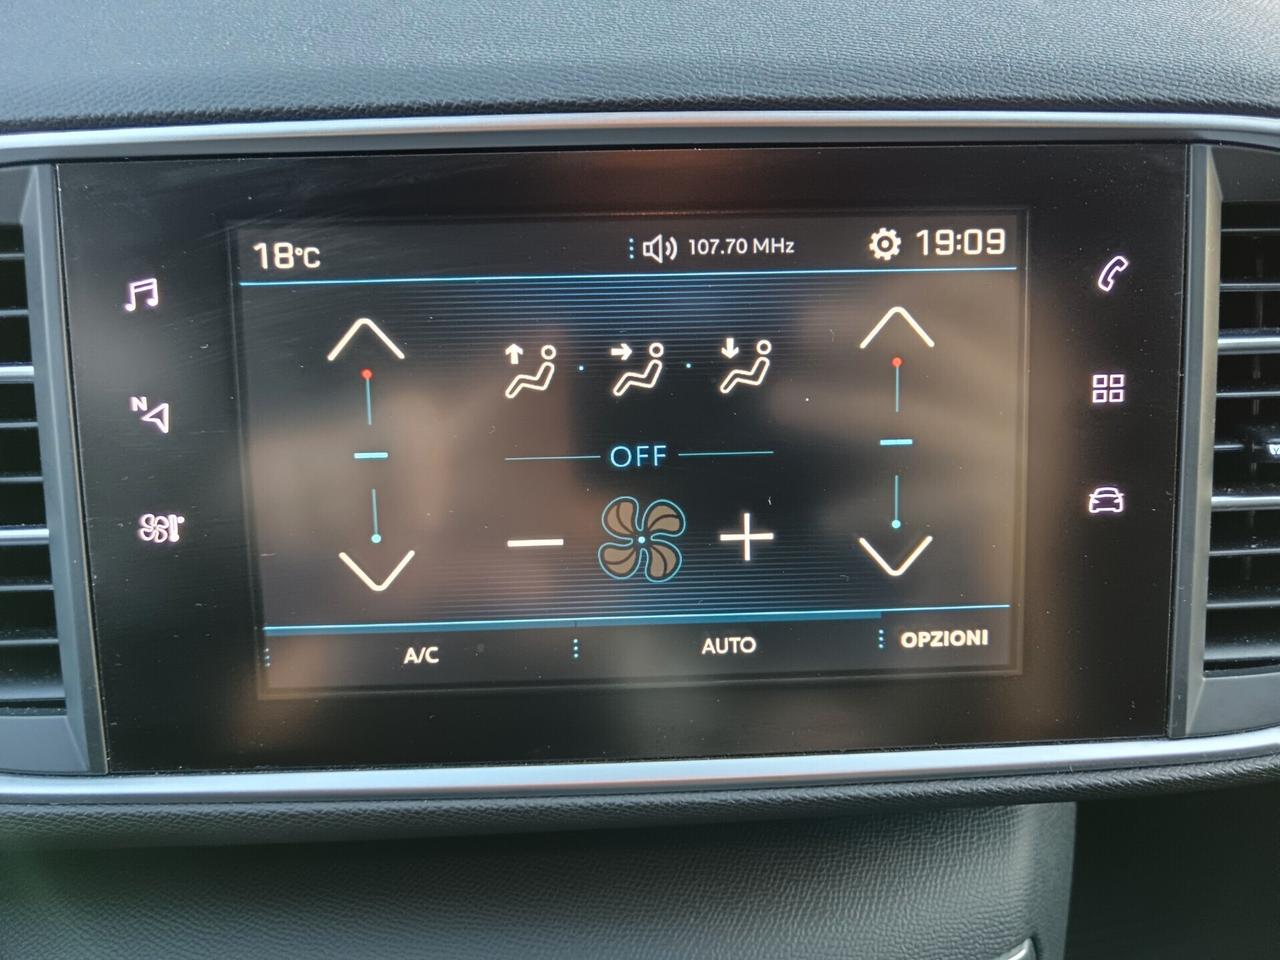 18°C 107.70 MHz 19:09
N
OFF
A/C AUTO OPZIONI